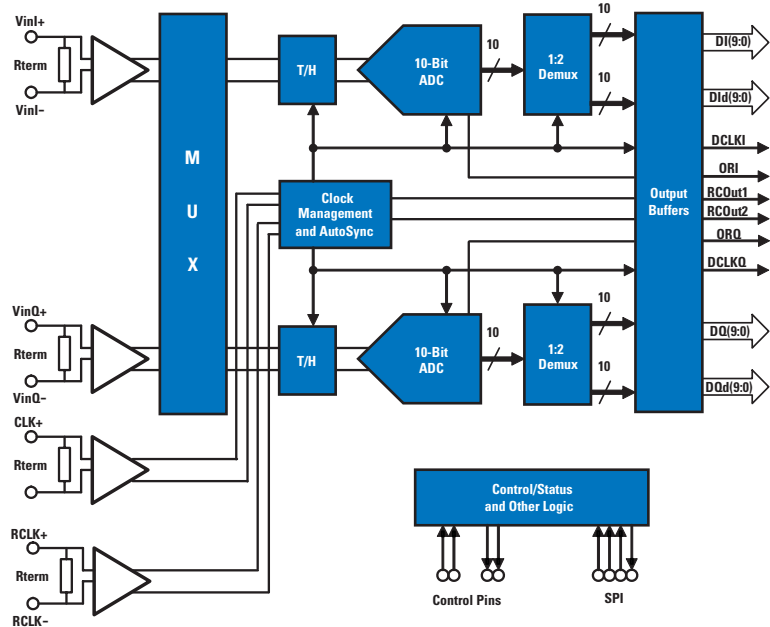 VinI+
Rterm
VinI–
M
U
X
T/H
10-Bit
ADC
10
1:2
Demux
10
10
DI(9:0)
DId(9:0)
DCLKI
ORI
RCOut1
RCOut2
ORQ
DCLKQ
Clock
Management
and AutoSync
Output
Buffers
VinQ+
Rterm
VinQ–
T/H
10-Bit
ADC
10
1:2
Demux
10
10
DQ(9:0)
DQd(9:0)
CLK+
Rterm
RCLK+
Rterm
RCLK–
Control/Status
and Other Logic
Control Pins
SPI